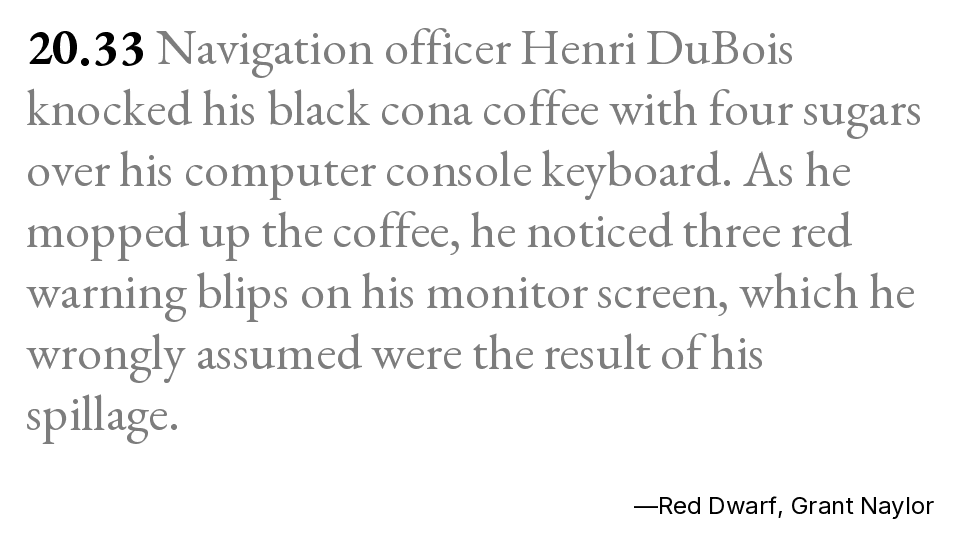 20.33 Navigation officer Henri DuBois
knocked his black cona coffee with four sugars
over his computer console keyboard. As he
mopped up the coffee, he noticed three red
warning blips on his monitor screen, which he
wrongly assumed were the result of his
spillage.
—Red Dwarf, Grant Naylor